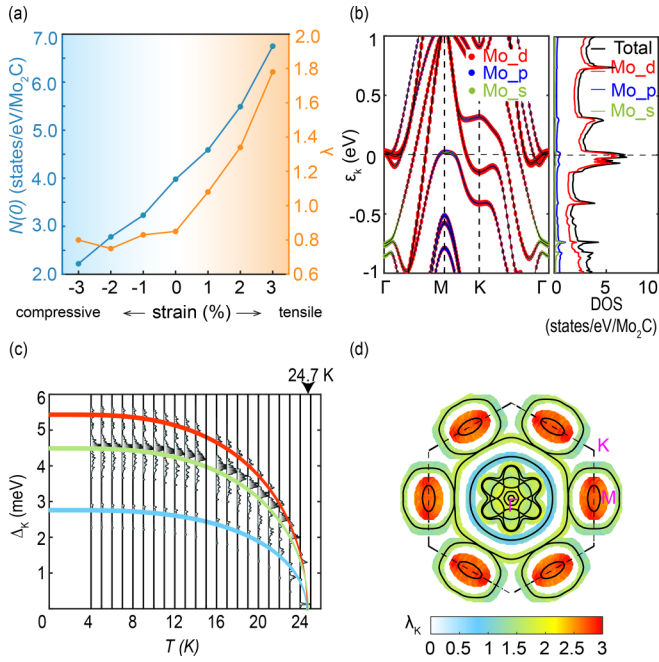 (a)
7.0
6.0
5.0
4.0
3.0
2.0
N(0) (states/eV/Mo₂C)
2.0
1.8
1.6
1.4
1.2
1.0
0.8
0.6
λ
-3 -2 -1 0 1 2 3
compressive ← strain (%) → tensile
(b)
1
0.5
0
-0.5
-1
εk (eV)
Mo_d
Mo_p
Mo_s
Γ M K Γ
Total
Mo_d
Mo_p
Mo_s
0 5 10
DOS
(states/eV/Mo₂C)
(c)
24.7 K
6
5
4
3
2
1
ΔK (meV)
0 4 8 12 16 20 24
T (K)
(d)
K
M
Γ
λK
0 0.5 1 1.5 2 2.5 3